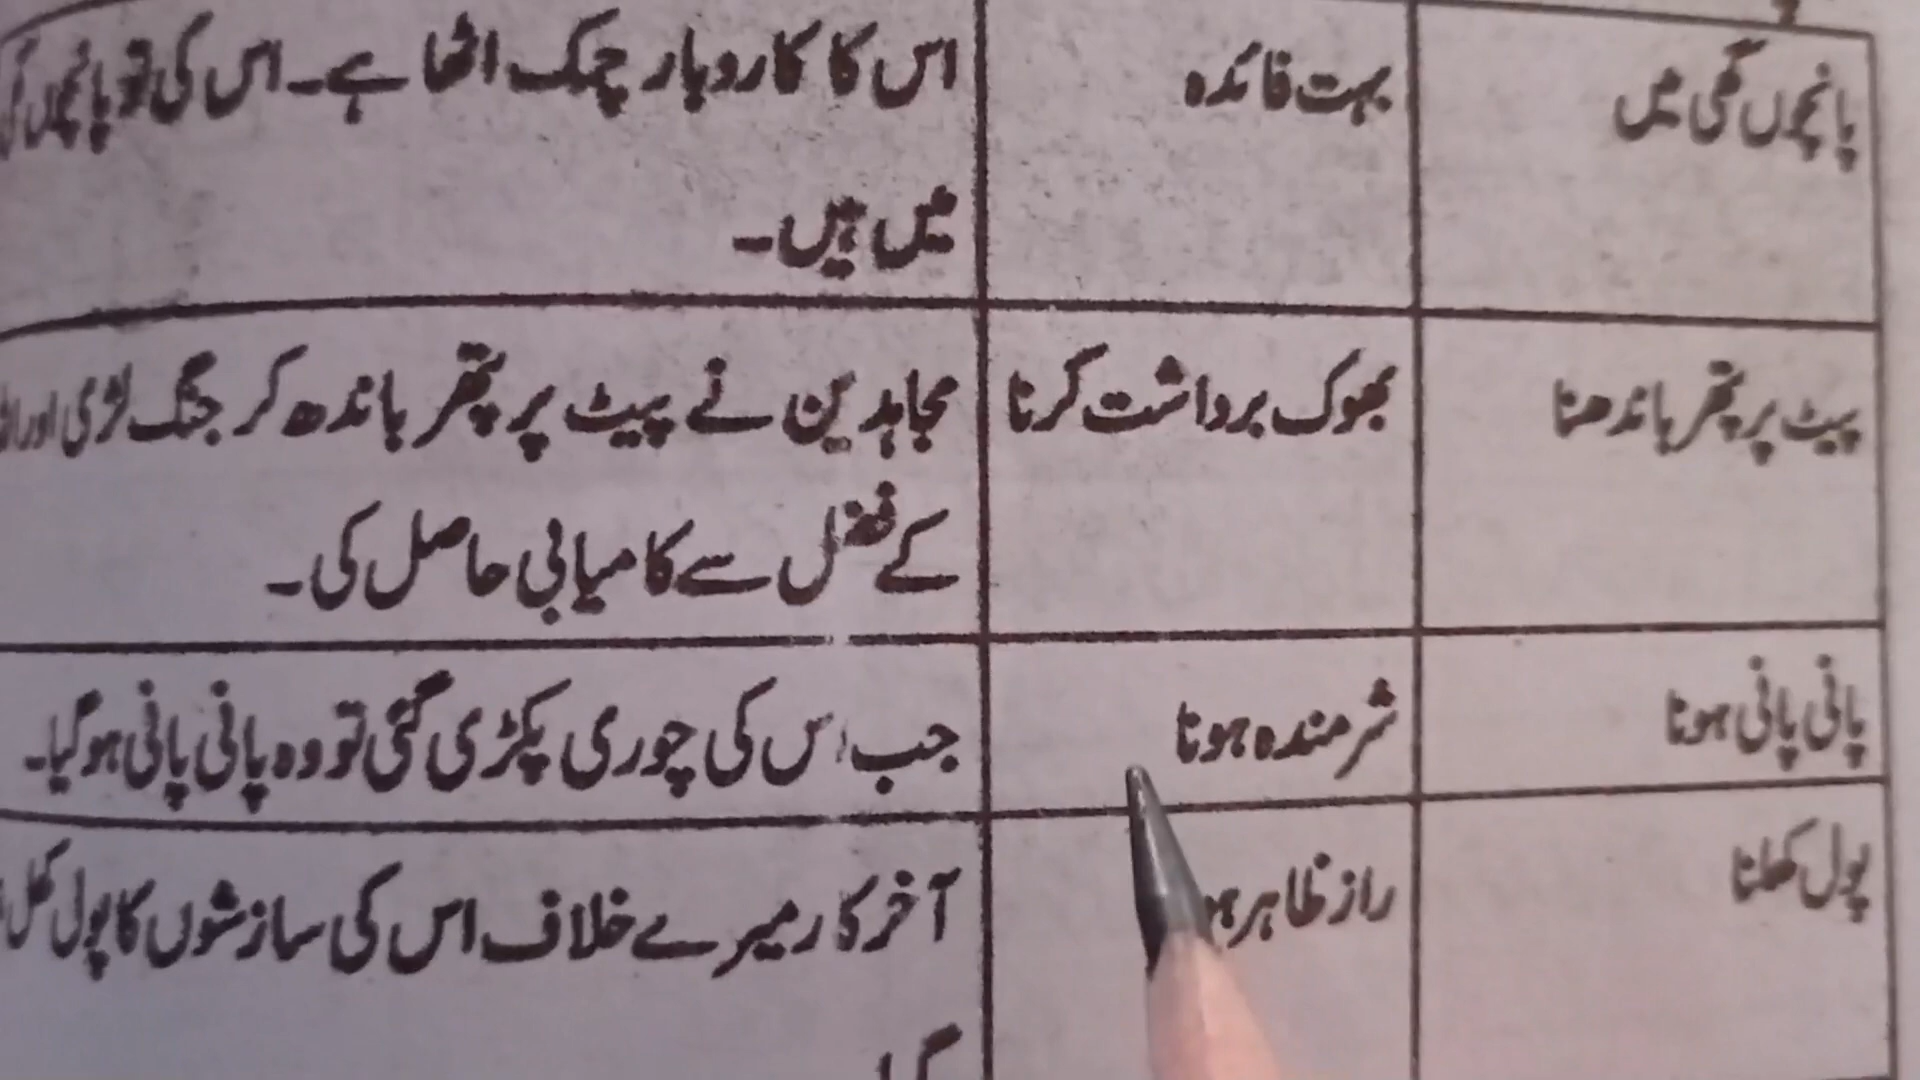 پانچوں گھی میں
بہت فائدہ
اس کا کاروبار چمک اٹھا ہے۔ اس کی تو پانچوں
میں ہیں۔
پیٹ پر پتھر باندھنا
بھوک برداشت کرنا
مجاہدین نے پیٹ پر پتھر باندھ کر جنگ لڑی اور
کے فضل سے کامیابی حاصل کی۔
پانی پانی ہونا
شرمندہ ہونا
جب اس کی چوری پکڑی گئی تو وہ پانی پانی ہو گیا۔
پول کھلنا
راز ظاہر
آخر کار میرے خلاف اس کی سازشوں کا پول کھل